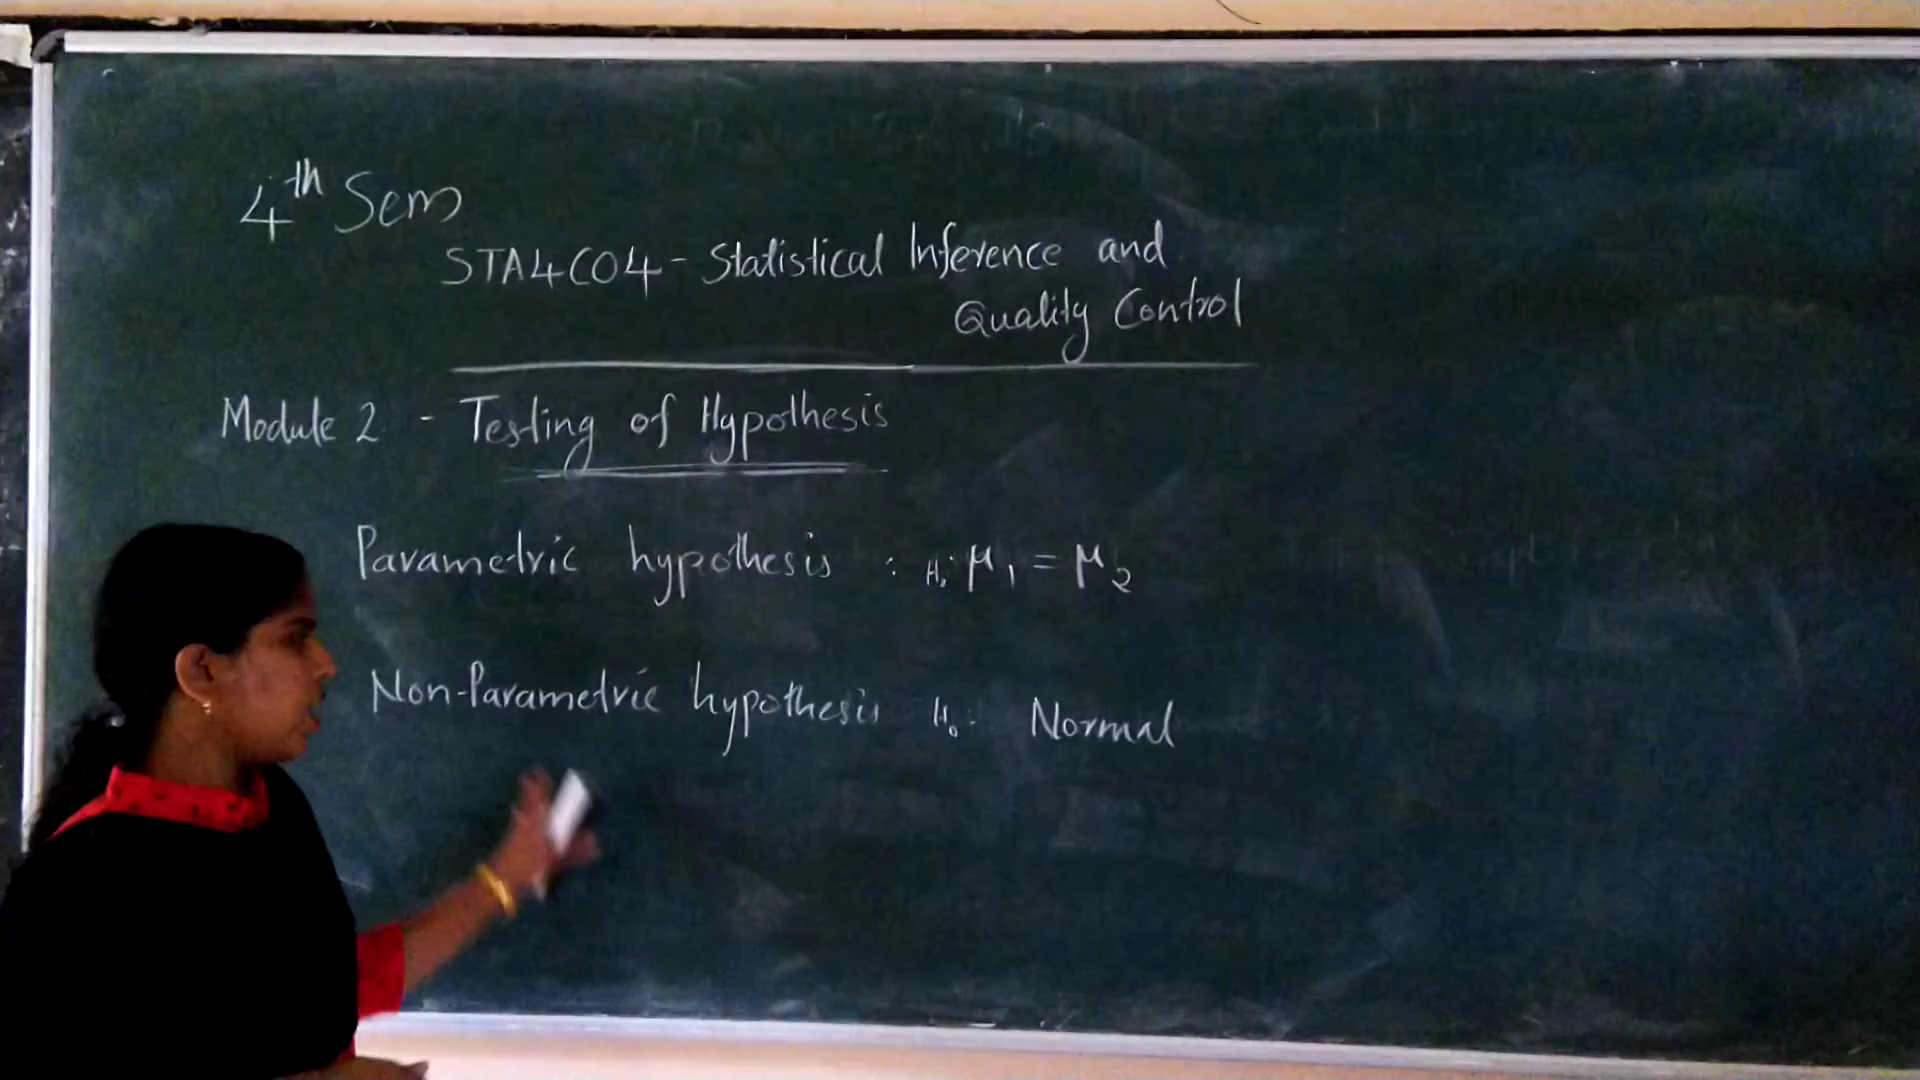 4th Sem
STA4C04 - Statistical Inference and
Quality Control
Module 2 - Testing of Hypothesis
Parametric hypothesis : H₀: μ₁ = μ₂
Non-Parametric hypothesis H₀: Normal